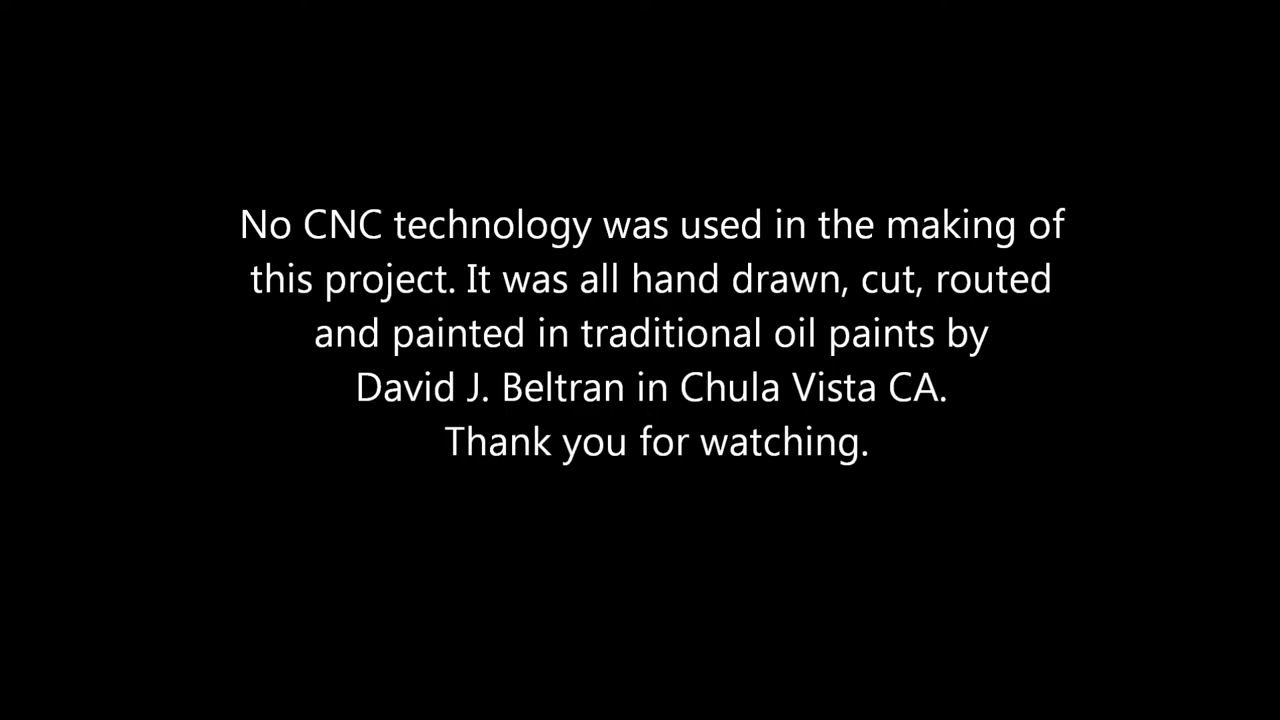 No CNC technology was used in the making of
this project. It was all hand drawn, cut, routed
and painted in traditional oil paints by
David J. Beltran in Chula Vista CA.
Thank you for watching.